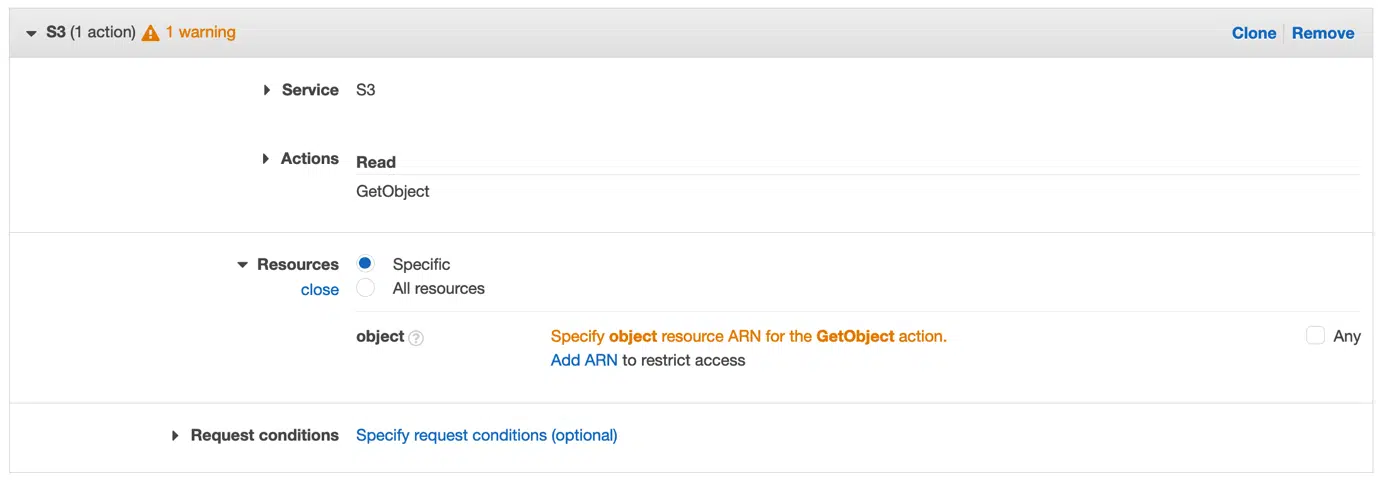 S3 (1 action) 1 warning Clone Remove
Service S3
Actions Read
GetObject
Resources Specific
close All resources
object ? Specify object resource ARN for the GetObject action. Any
Add ARN to restrict access
Request conditions Specify request conditions (optional)